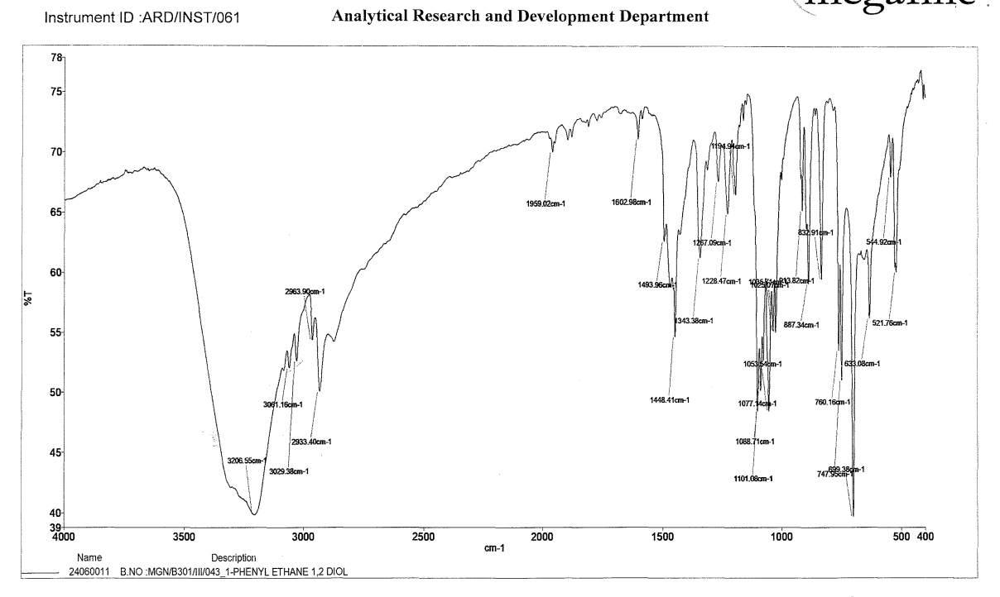 Instrument ID :ARD/INST/061
Analytical Research and Development Department
78
75
70
65
60
55
50
45
40
39
%T
4000
3500
3000
2500
2000
1500
1000
500
400
cm-1
3206.55cm-1
3061.16cm-1
3029.38cm-1
2963.90cm-1
2933.40cm-1
1959.02cm-1
1602.98cm-1
1493.96cm-1
1448.41cm-1
1343.38cm-1
1267.09cm-1
1228.47cm-1
1194.94cm-1
1101.08cm-1
1088.71cm-1
1077.14cm-1
1053.54cm-1
1025.07cm-1
913.82cm-1
887.34cm-1
832.91cm-1
760.16cm-1
747.95cm-1
699.38cm-1
633.08cm-1
544.92cm-1
521.76cm-1
Name Description
24060011 B.NO :MGN/B301/III/043_1-PHENYL ETHANE 1,2 DIOL